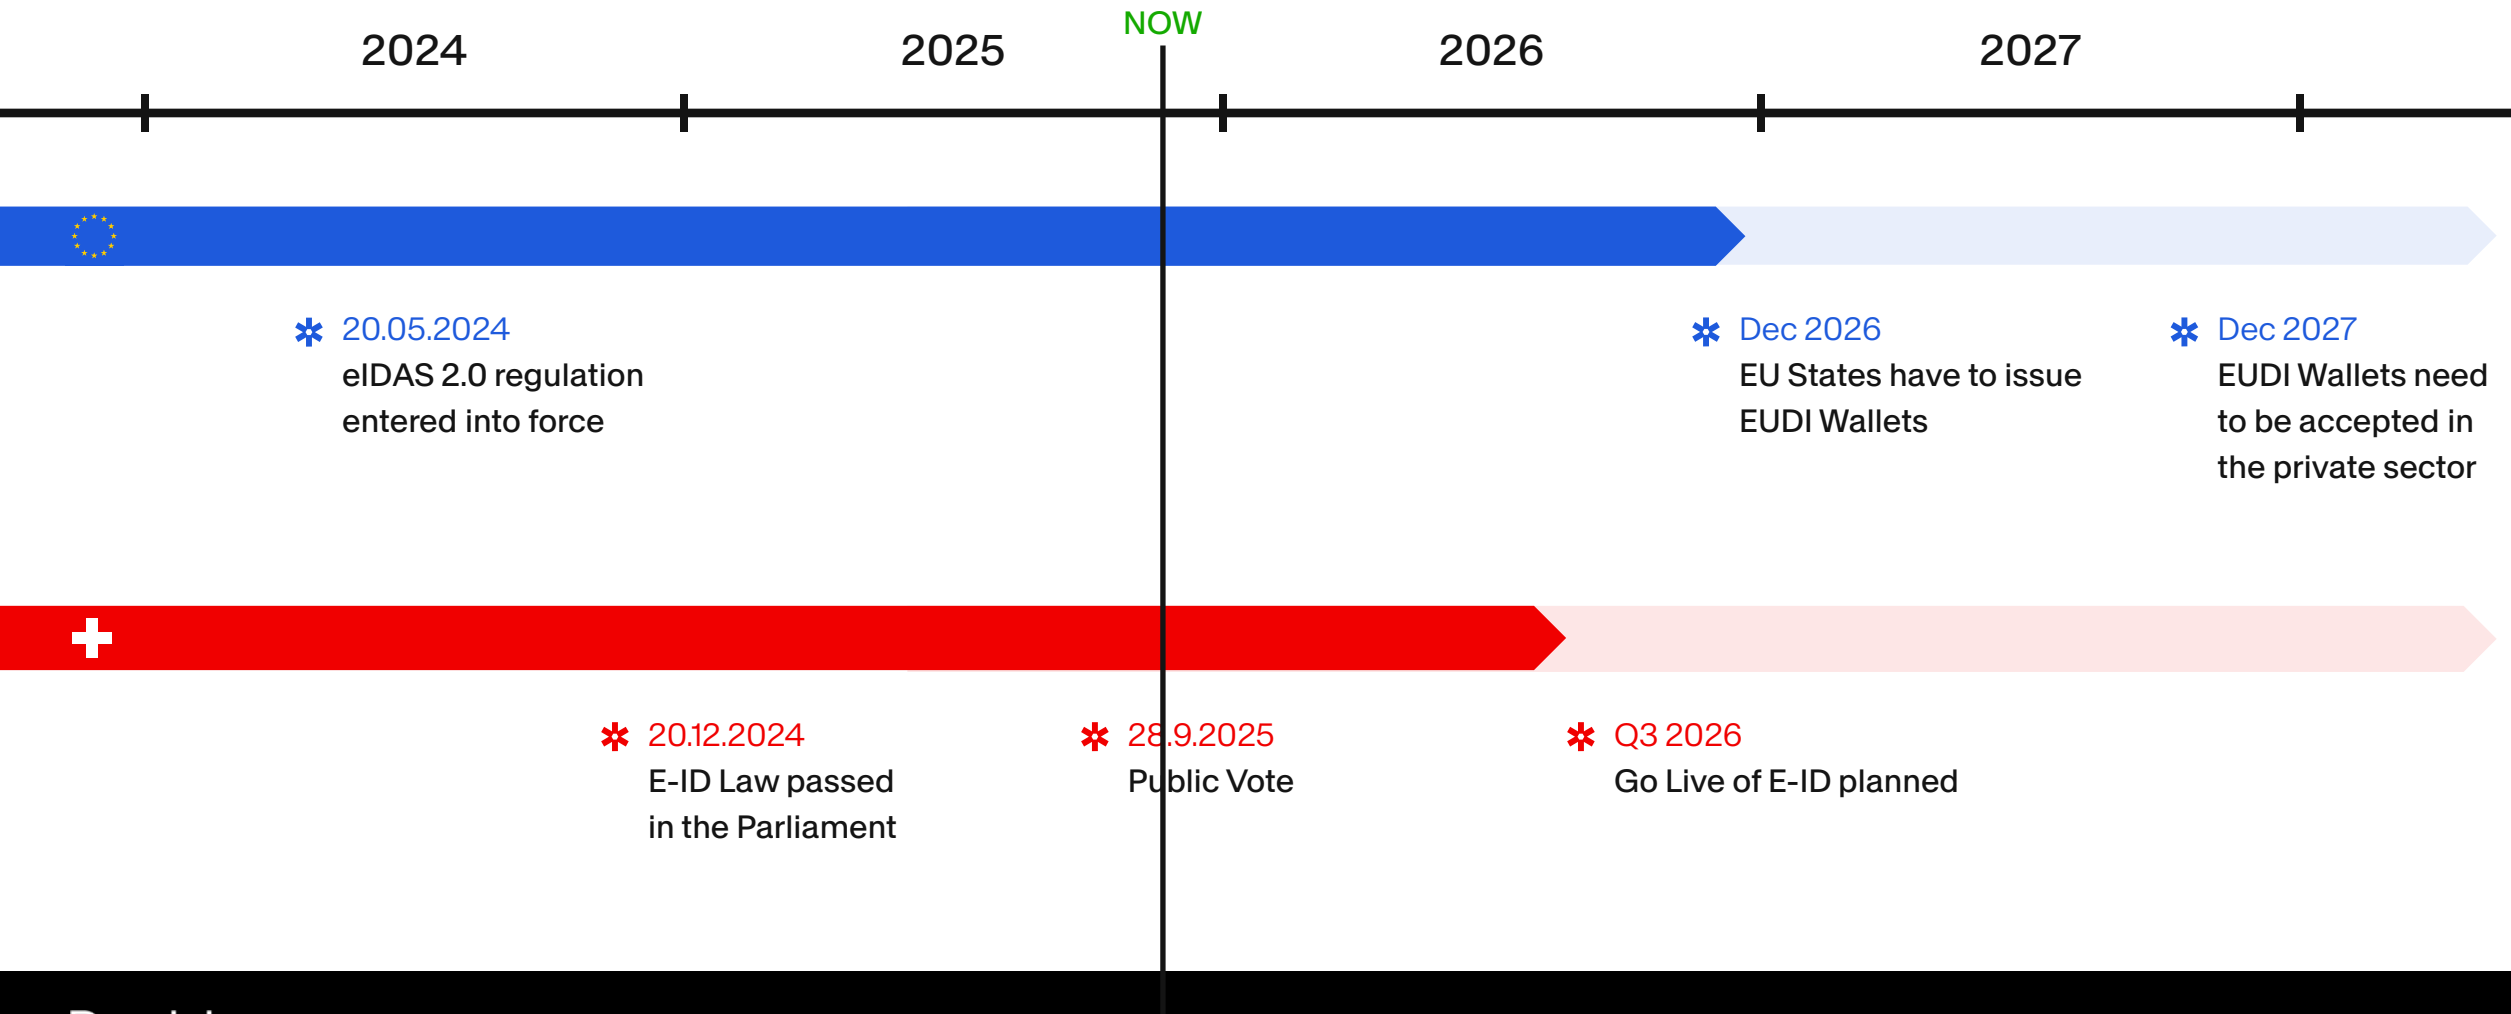 NOW
2024 2025 2026 2027
20.05.2024
eIDAS 2.0 regulation
entered into force
Dec 2026
EU States have to issue
EUDI Wallets
Dec 2027
EUDI Wallets need
to be accepted in
the private sector
20.12.2024
E-ID Law passed
in the Parliament
28.9.2025
Public Vote
Q3 2026
Go Live of E-ID planned